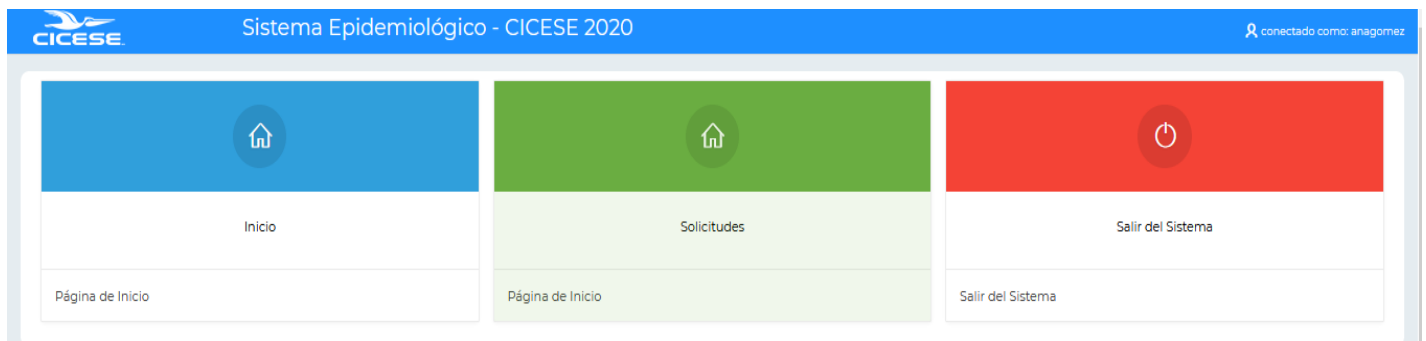 CICESE.
Sistema Epidemiológico - CICESE 2020
conectado como: anagomez
Inicio
Solicitudes
Salir del Sistema
Página de Inicio
Página de Inicio
Salir del Sistema